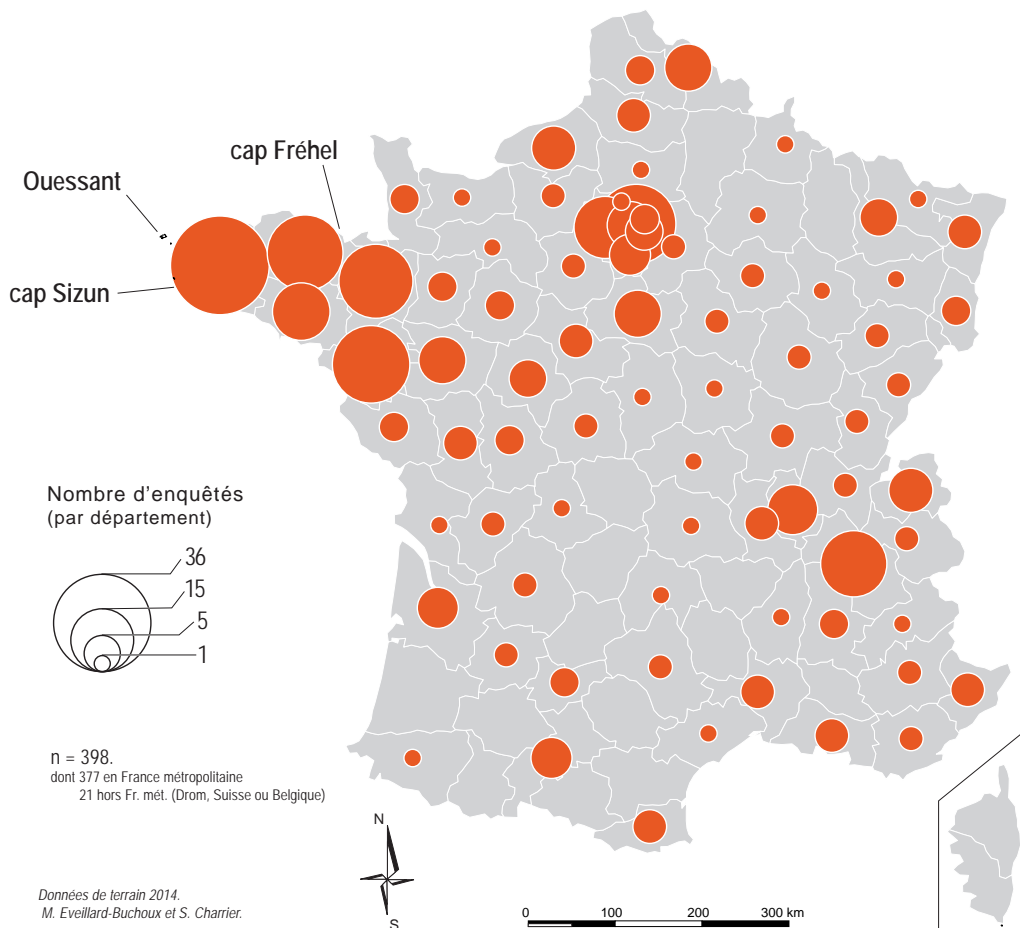 cap Fréhel
Ouessant
cap Sizun
Nombre d'enquêtés
(par département)
36
15
5
1
n = 398.
dont 377 en France métropolitaine
21 hors Fr. mét. (Drom, Suisse ou Belgique)
N
S
Données de terrain 2014.
M. Eveillard-Buchoux et S. Charrier.
0 100 200 300 km